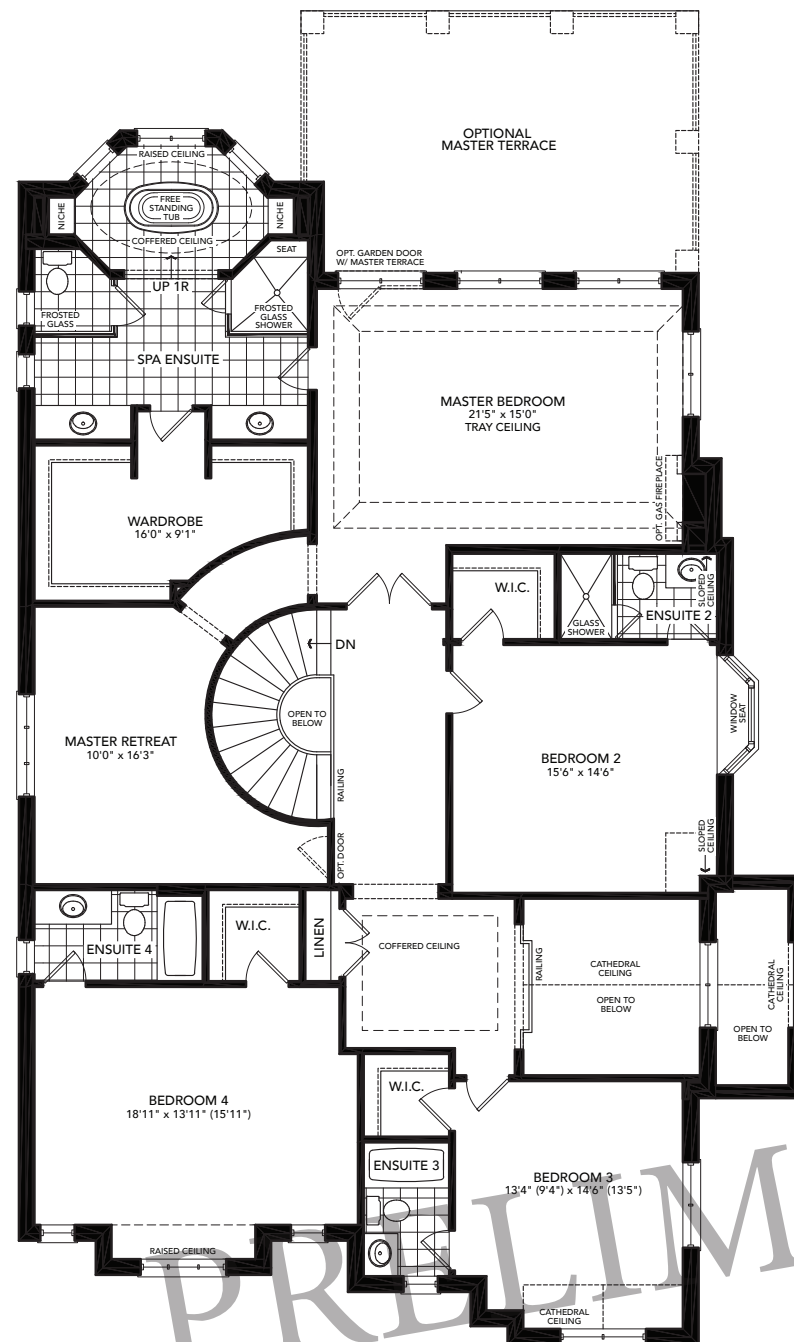 OPTIONAL
MASTER TERRACE
RAISED CEILING
FREE
STANDING
TUB
NICHE
NICHE
COFFERED CEILING
SEAT
OPT. GARDEN DOOR
W/ MASTER TERRACE
UP 1R
FROSTED
GLASS
FROSTED
GLASS
SHOWER
SPA ENSUITE
MASTER BEDROOM
21'5" x 15'0"
TRAY CEILING
OPT. GAS FIREPLACE
WARDROBE
16'0" x 9'1"
W.I.C.
GLASS
SHOWER
ENSUITE 2
SLOPED
CEILING
DN
OPEN TO
BELOW
RAILING
MASTER RETREAT
10'0" x 16'3"
BEDROOM 2
15'6" x 14'6"
WINDOW
SEAT
OPT. DOOR
SLOPED
CEILING
ENSUITE 4
W.I.C.
LINEN
COFFERED CEILING
RAILING
CATHEDRAL
CEILING
OPEN TO
BELOW
CATHEDRAL
CEILING
OPEN TO
BELOW
BEDROOM 4
18'11" x 13'11" (15'11")
W.I.C.
ENSUITE 3
BEDROOM 3
13'4" (9'4") x 14'6" (13'5")
RAISED CEILING
CATHEDRAL
CEILING
PRELIM